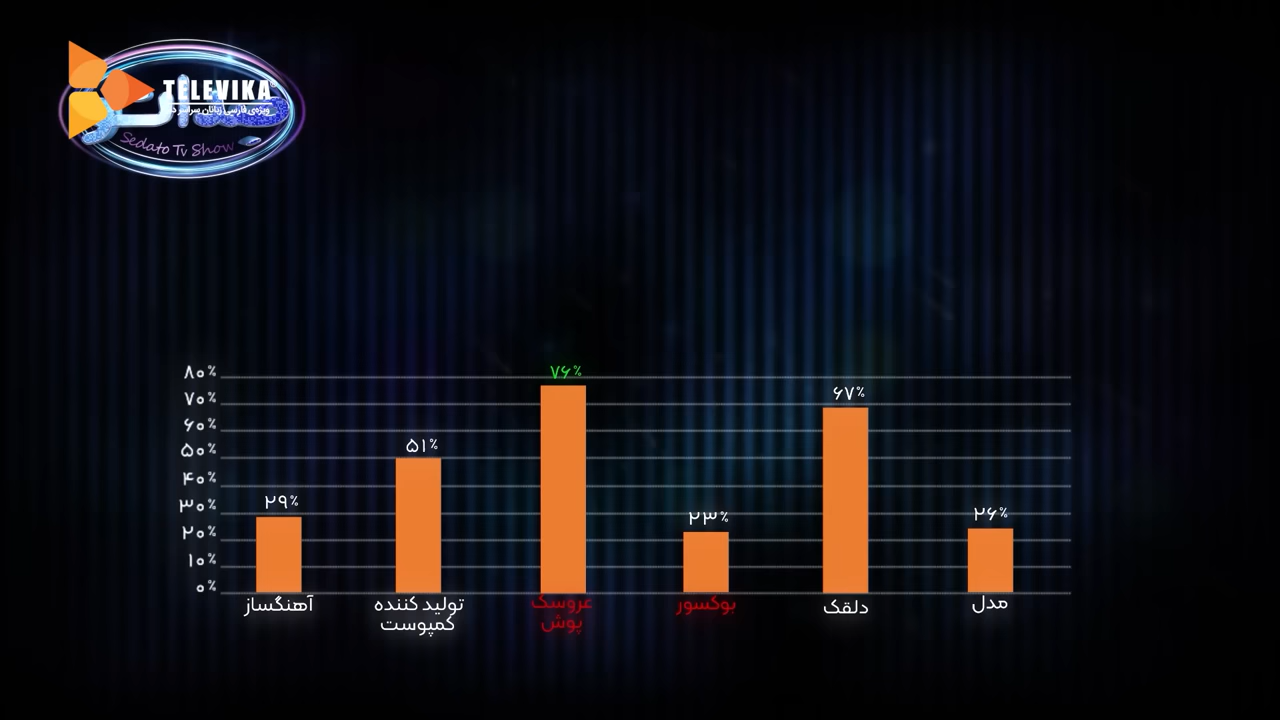 TELEVIKA
Sedato Tv Show
۸۰%
۷۰%
۶۰%
۵۰%
۴۰%
۳۰%
۲۰%
۱۰%
۰%
۲۹%
۵۱%
۷۶%
۲۳%
۶۷%
۲۶%
آهنگساز
تولید کننده
کمپوست
عروسک
پوش
بوکسور
دلقک
مدل